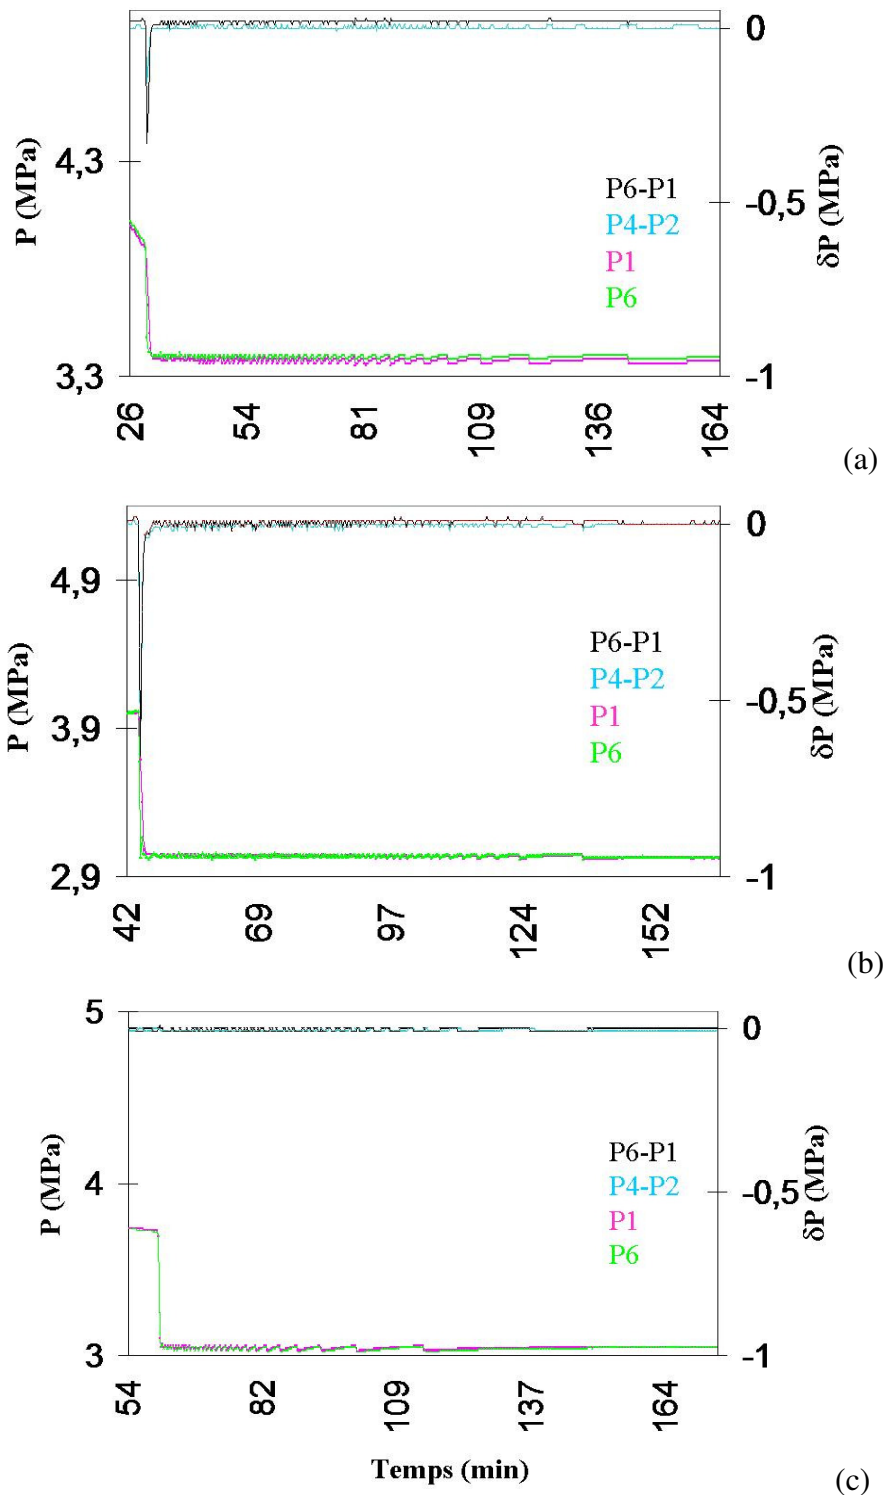 0
4,3
P (MPa)
P6-P1
P4-P2
P1
P6
-0,5
δP (MPa)
3,3
-1
26
54
81
109
136
164
(a)
0
4,9
P (MPa)
P6-P1
P4-P2
P1
P6
-0,5
δP (MPa)
3,9
2,9
-1
42
69
97
124
152
(b)
5
0
P (MPa)
4
P6-P1
P4-P2
P1
P6
-0,5
δP (MPa)
3
-1
54
82
109
137
164
Temps (min)
(c)